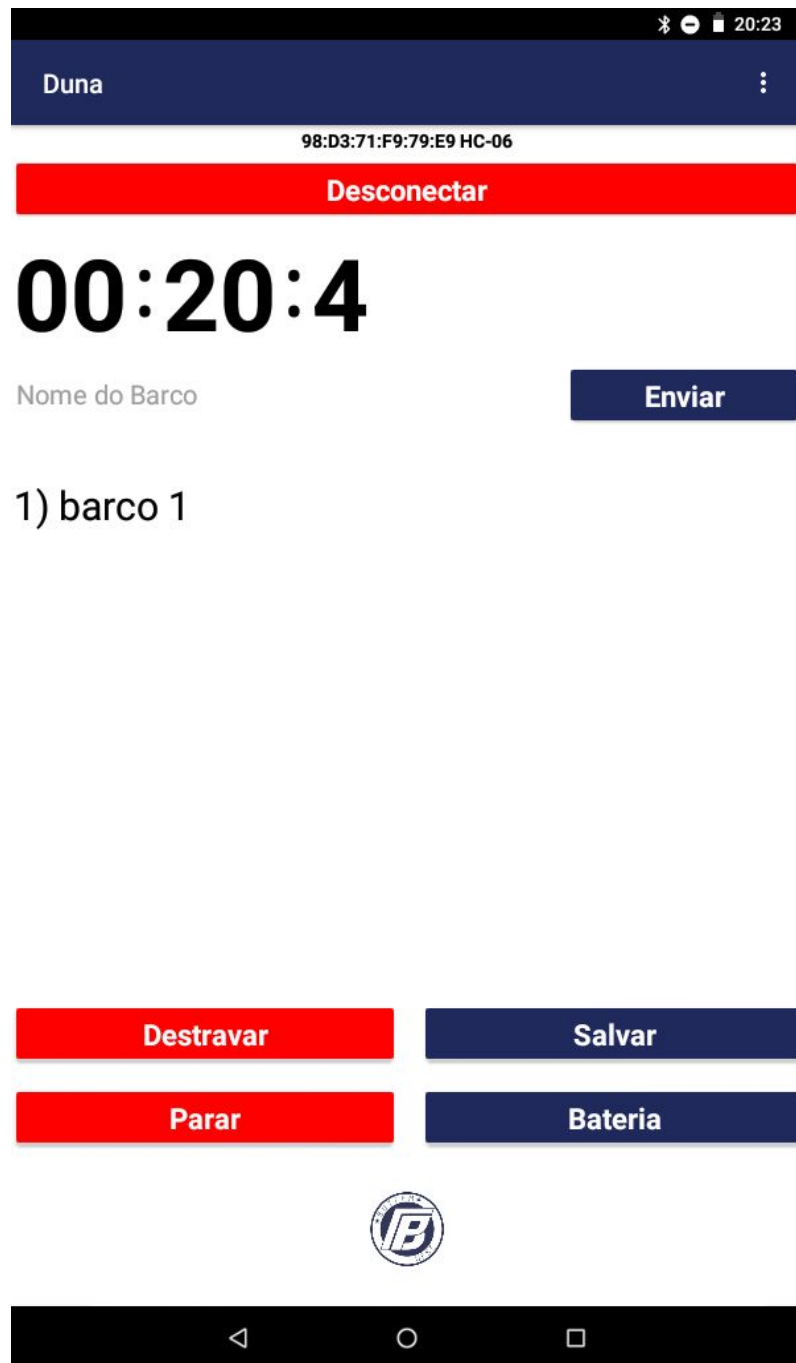 20:23
Duna
98:D3:71:F9:79:E9 HC-06
Desconectar
00:20:4
Nome do Barco Enviar
1) barco 1
Destravar Salvar
Parar Bateria